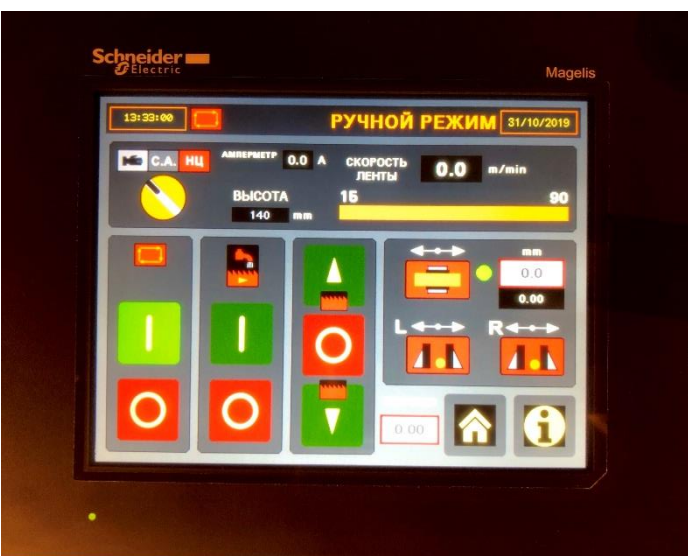 Schneider
Electric
Magelis
13:33:00
РУЧНОЙ РЕЖИМ
31/10/2019
С.А. НЦ
АМПЕРМЕТР 0.0 А
СКОРОСТЬ
ЛЕНТЫ
0.0 m/min
ВЫСОТА
140 mm
15 90
mm
0.0
0.00
L R
0.00
i